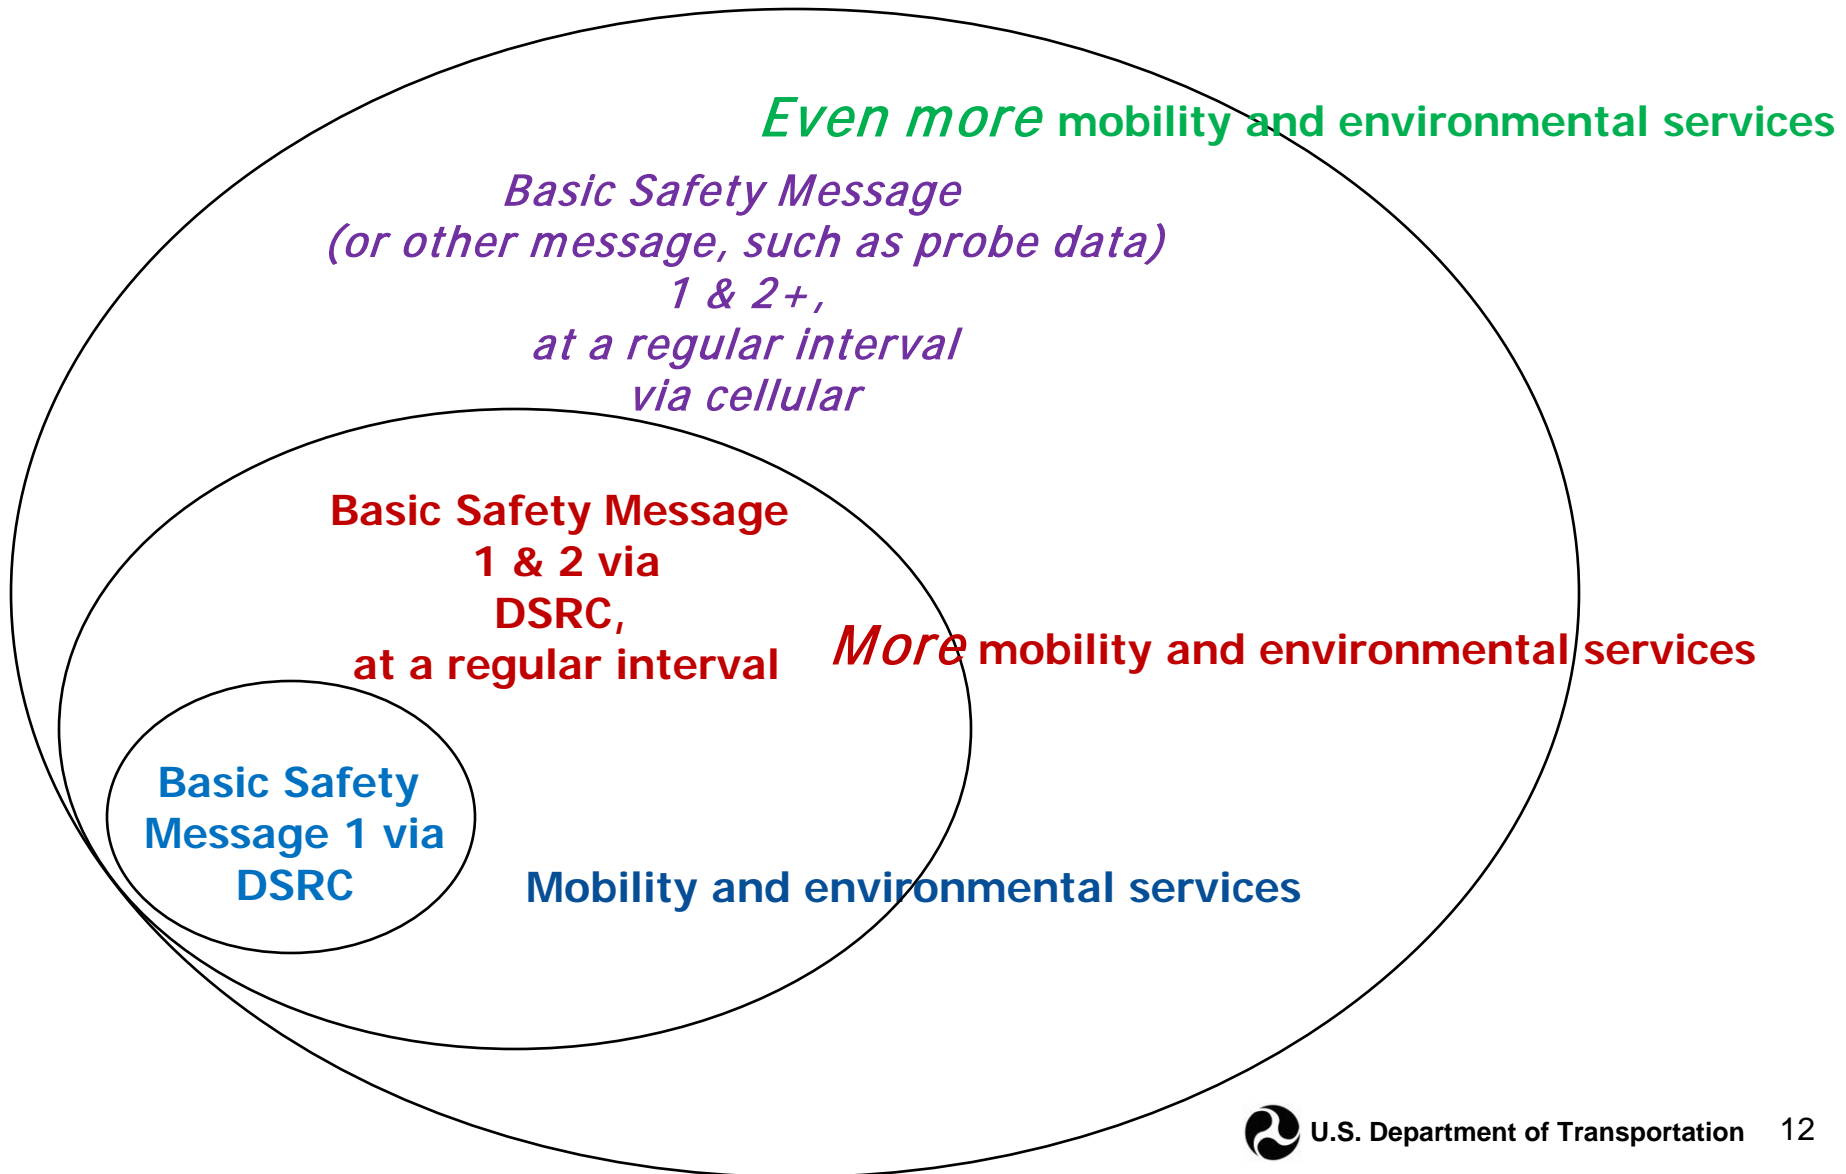 Even more mobility and environmental services
Basic Safety Message
(or other message, such as probe data)
1 & 2+,
at a regular interval
via cellular
Basic Safety Message
1 & 2 via
DSRC,
at a regular interval
More mobility and environmental services
Basic Safety
Message 1 via
DSRC
Mobility and environmental services
U.S. Department of Transportation 12